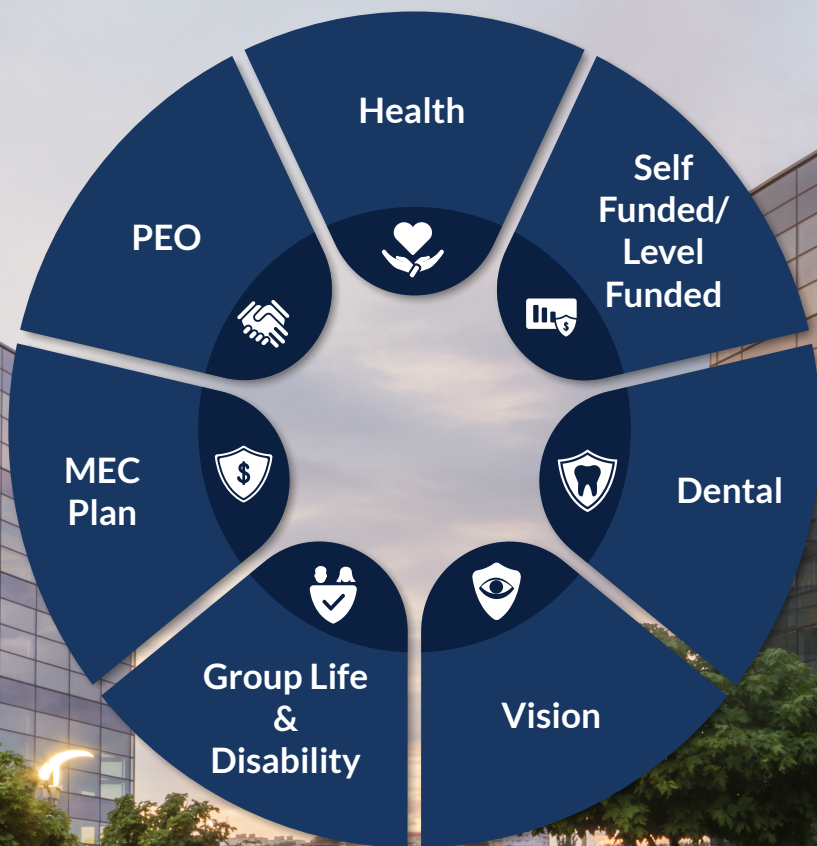 Health
Self
Funded/
Level
Funded
Dental
Vision
Group Life
&
Disability
MEC
Plan
PEO
$
$